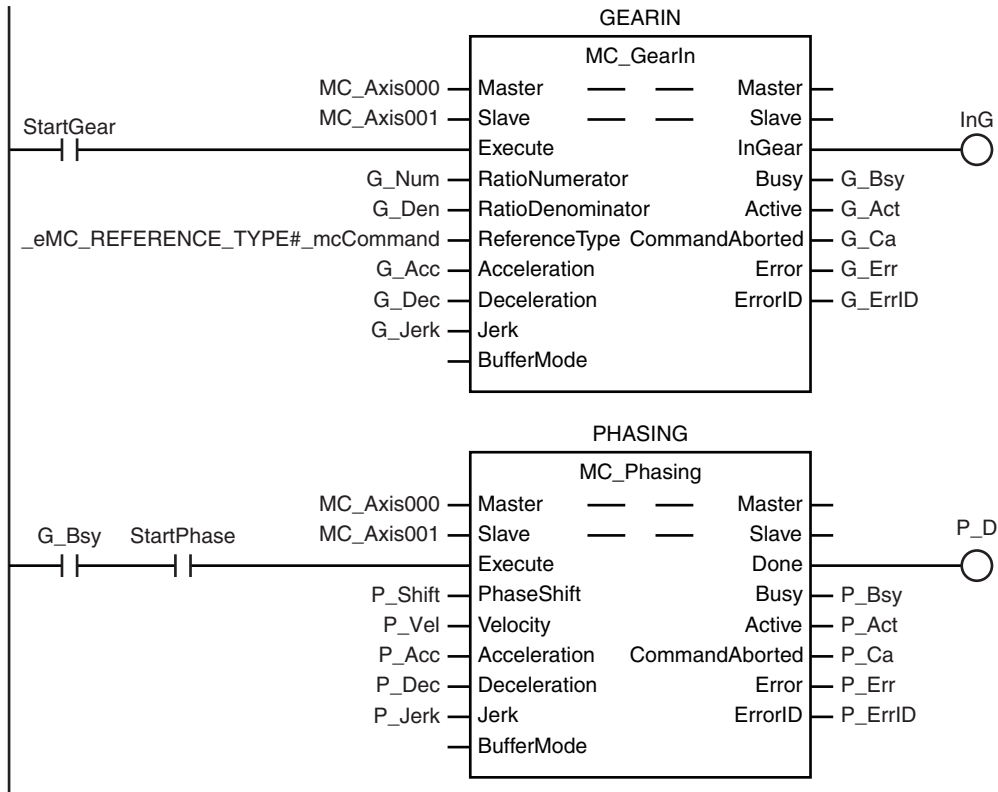 GEARIN
MC_GearIn
MC_Axis000 Master Master
MC_Axis001 Slave Slave
StartGear InG
Execute InGear
G_Num RatioNumerator Busy G_Bsy
G_Den RatioDenominator Active G_Act
_eMC_REFERENCE_TYPE#_mcCommand ReferenceType CommandAborted G_Ca
G_Acc Acceleration Error G_Err
G_Dec Deceleration ErrorID G_ErrID
G_Jerk Jerk
BufferMode
PHASING
MC_Phasing
MC_Axis000 Master Master
MC_Axis001 Slave Slave
G_Bsy StartPhase P_D
Execute Done
P_Shift PhaseShift Busy P_Bsy
P_Vel Velocity Active P_Act
P_Acc Acceleration CommandAborted P_Ca
P_Dec Deceleration Error P_Err
P_Jerk Jerk ErrorID P_ErrID
BufferMode